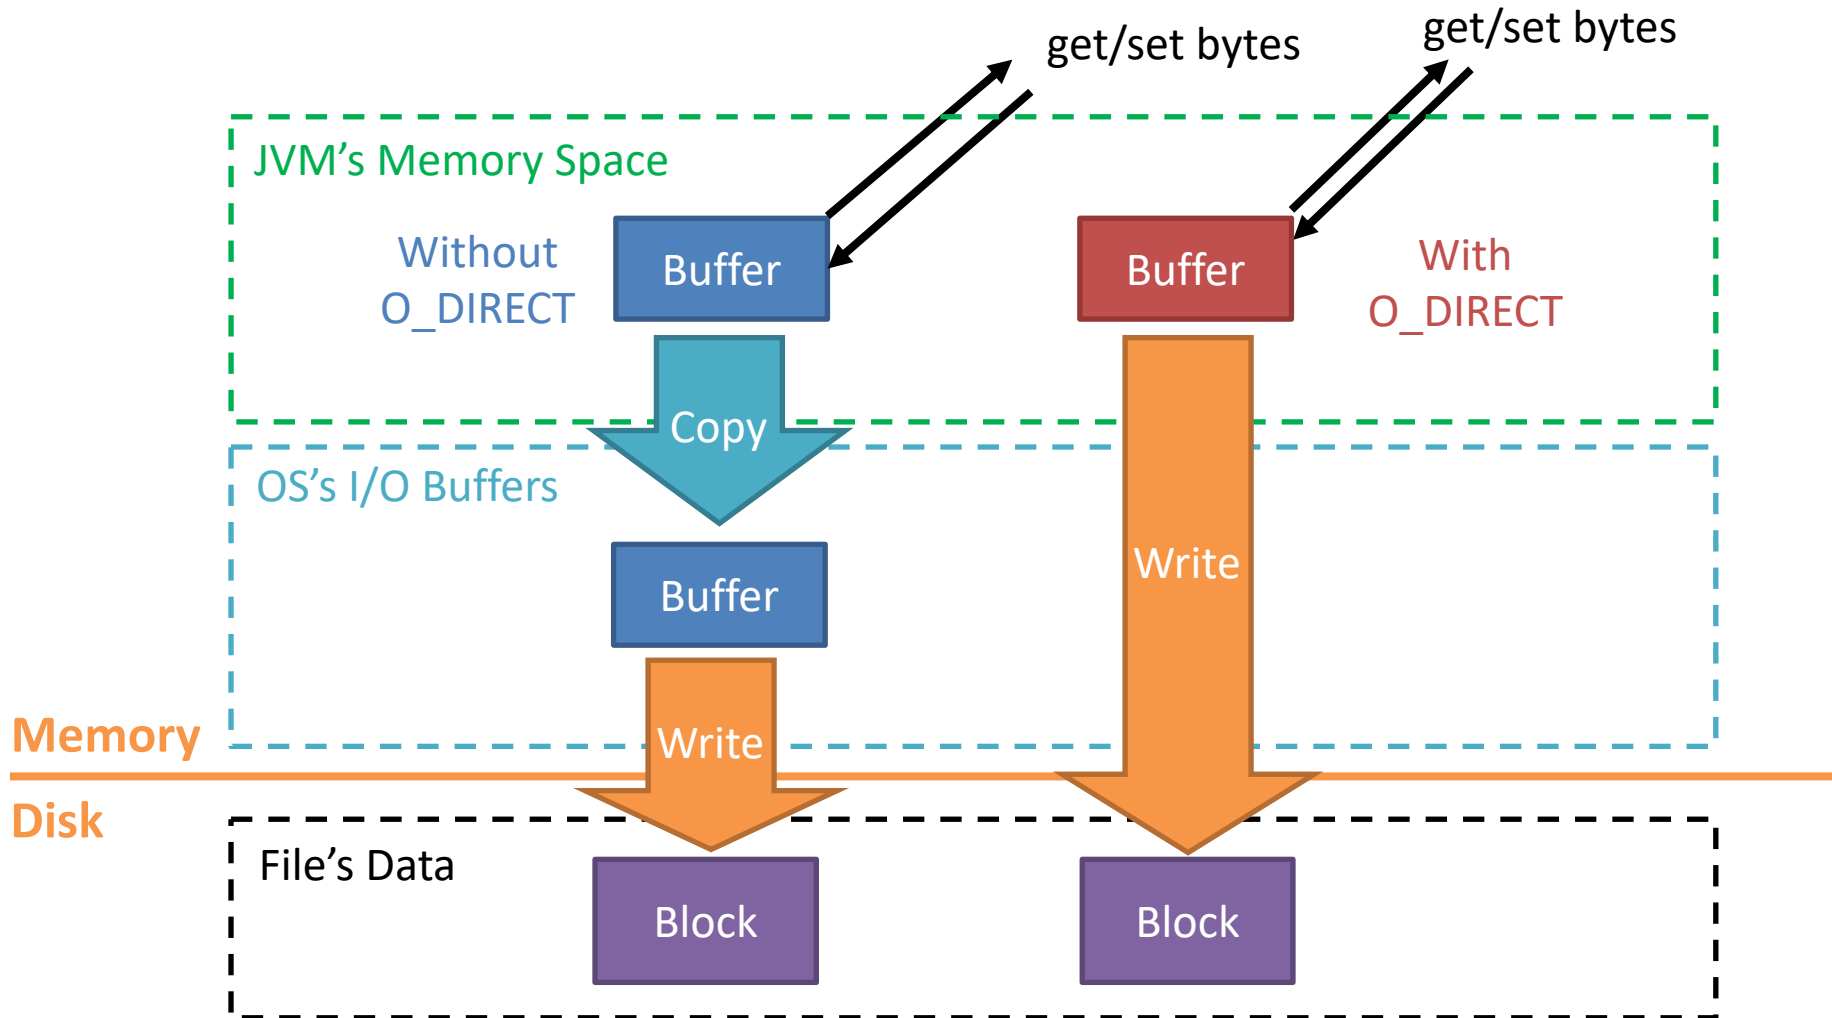 get/set bytes
get/set bytes
JVM’s Memory Space
Without
O_DIRECT
Buffer
Buffer
With
O_DIRECT
Copy
OS’s I/O Buffers
Write
Buffer
Memory
Write
Disk
File’s Data
Block
Block